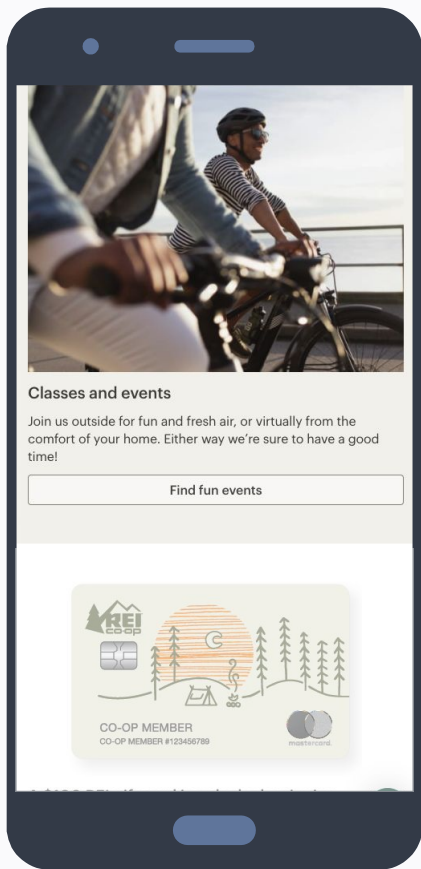 Classes and events
Join us outside for fun and fresh air, or virtually from the
comfort of your home. Either way we’re sure to have a good
time!
Find fun events
REI
co-op
CO-OP MEMBER
CO-OP MEMBER #123456789
mastercard